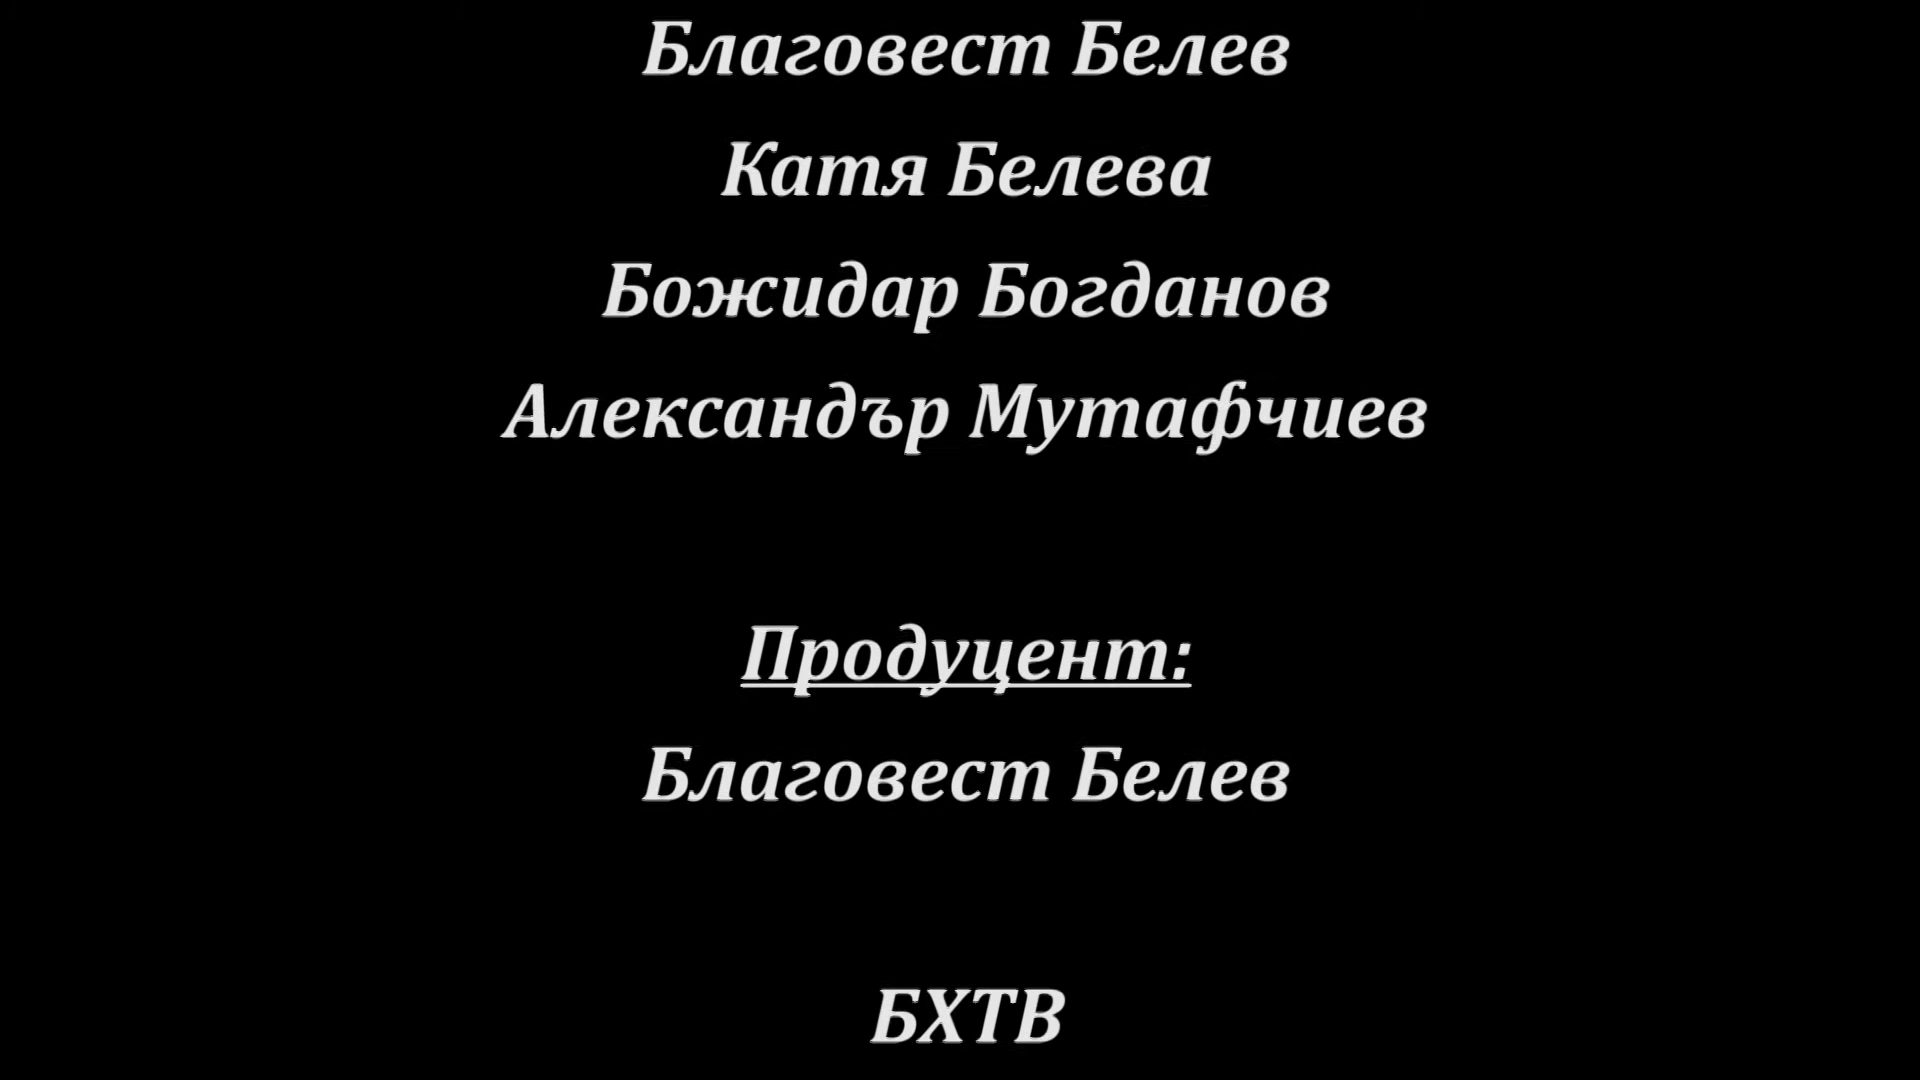 Благовест Белев
Катя Белева
Божидар Богданов
Александър Мутафчиев
Продуцент:
Благовест Белев
БХТВ